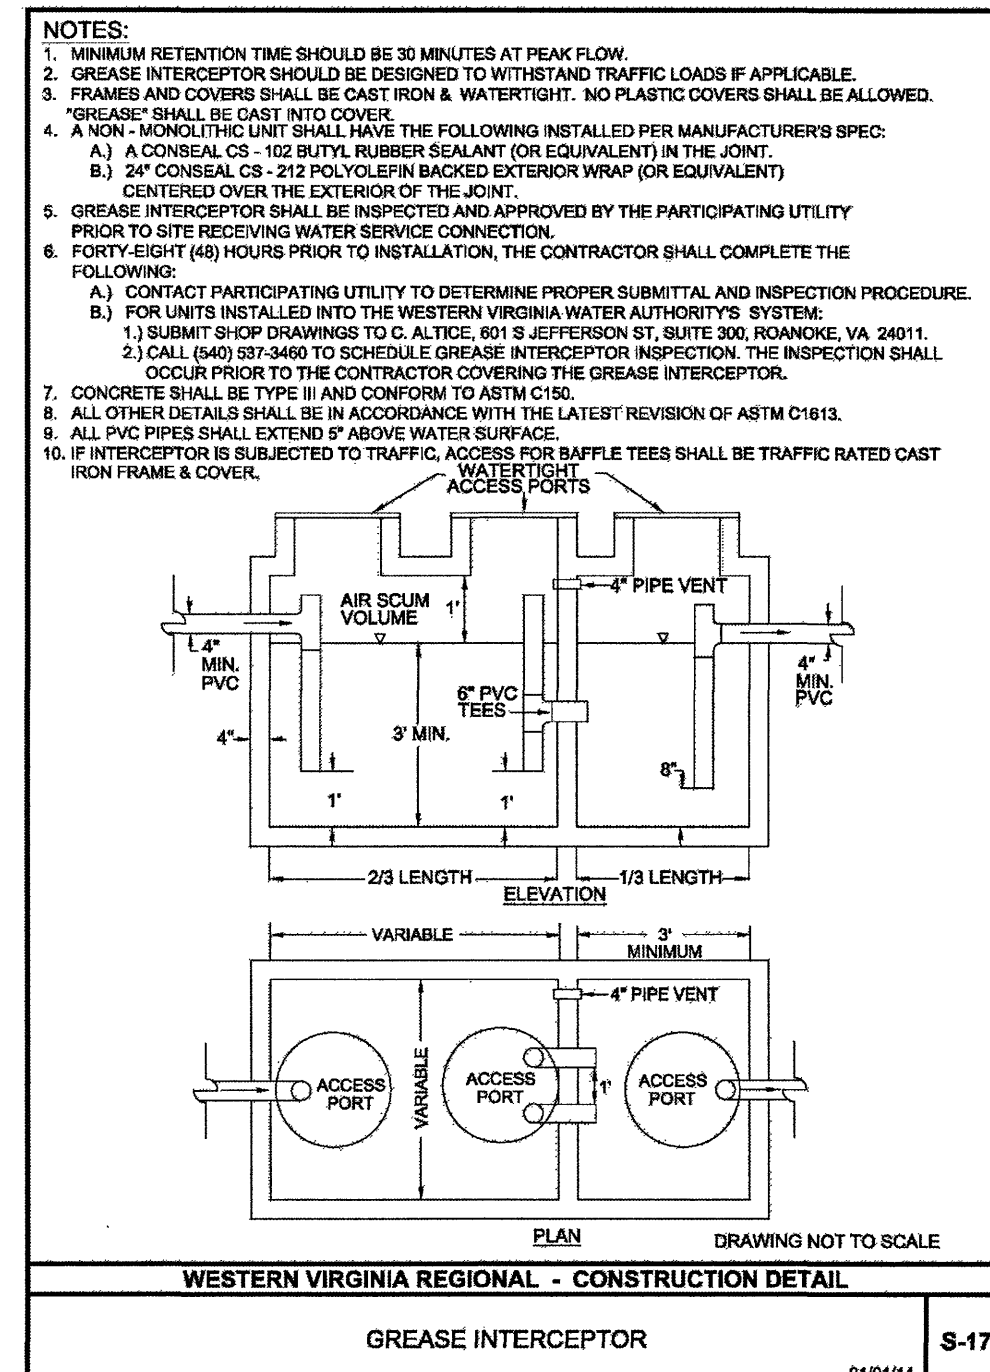 NOTES:
1. MINIMUM RETENTION TIME SHOULD BE 30 MINUTES AT PEAK FLOW.
2. GREASE INTERCEPTOR SHOULD BE DESIGNED TO WITHSTAND TRAFFIC LOADS IF APPLICABLE.
3. FRAMES AND COVERS SHALL BE CAST IRON & WATERTIGHT. NO PLASTIC COVERS SHALL BE ALLOWED.
"GREASE" SHALL BE CAST INTO COVER.
4. A NON - MONOLITHIC UNIT SHALL HAVE THE FOLLOWING INSTALLED PER MANUFACTURER'S SPEC:
A.) A CONSEAL CS - 102 BUTYL RUBBER SEALANT (OR EQUIVALENT) IN THE JOINT.
B.) 24" CONSEAL CS - 212 POLYOLEFIN BACKED EXTERIOR WRAP (OR EQUIVALENT)
CENTERED OVER THE EXTERIOR OF THE JOINT.
5. GREASE INTERCEPTOR SHALL BE INSPECTED AND APPROVED BY THE PARTICIPATING UTILITY
PRIOR TO SITE RECEIVING WATER SERVICE CONNECTION.
6. FORTY-EIGHT (48) HOURS PRIOR TO INSTALLATION, THE CONTRACTOR SHALL COMPLETE THE
FOLLOWING:
A.) CONTACT PARTICIPATING UTILITY TO DETERMINE PROPER SUBMITTAL AND INSPECTION PROCEDURE.
B.) FOR UNITS INSTALLED INTO THE WESTERN VIRGINIA WATER AUTHORITY'S SYSTEM:
1.) SUBMIT SHOP DRAWINGS TO C. ALTICE, 601 S JEFFERSON ST, SUITE 300, ROANOKE, VA 24011.
2.) CALL (540) 537-3460 TO SCHEDULE GREASE INTERCEPTOR INSPECTION. THE INSPECTION SHALL
OCCUR PRIOR TO THE CONTRACTOR COVERING THE GREASE INTERCEPTOR.
7. CONCRETE SHALL BE TYPE III AND CONFORM TO ASTM C150.
8. ALL OTHER DETAILS SHALL BE IN ACCORDANCE WITH THE LATEST REVISION OF ASTM C1613.
9. ALL PVC PIPES SHALL EXTEND 5" ABOVE WATER SURFACE.
10. IF INTERCEPTOR IS SUBJECTED TO TRAFFIC, ACCESS FOR BAFFLE TEES SHALL BE TRAFFIC RATED CAST
IRON FRAME & COVER.
WATERTIGHT
ACCESS PORTS
4" PIPE VENT
AIR SCUM
VOLUME
1'
4"
MIN.
PVC
4"
MIN.
PVC
6" PVC
TEES
3' MIN.
4"
8"
1'
1'
2/3 LENGTH
1/3 LENGTH
ELEVATION
VARIABLE
3'
MINIMUM
4" PIPE VENT
VARIABLE
ACCESS
PORT
ACCESS
PORT
1'
ACCESS
PORT
PLAN
DRAWING NOT TO SCALE
WESTERN VIRGINIA REGIONAL - CONSTRUCTION DETAIL
GREASE INTERCEPTOR
S-17